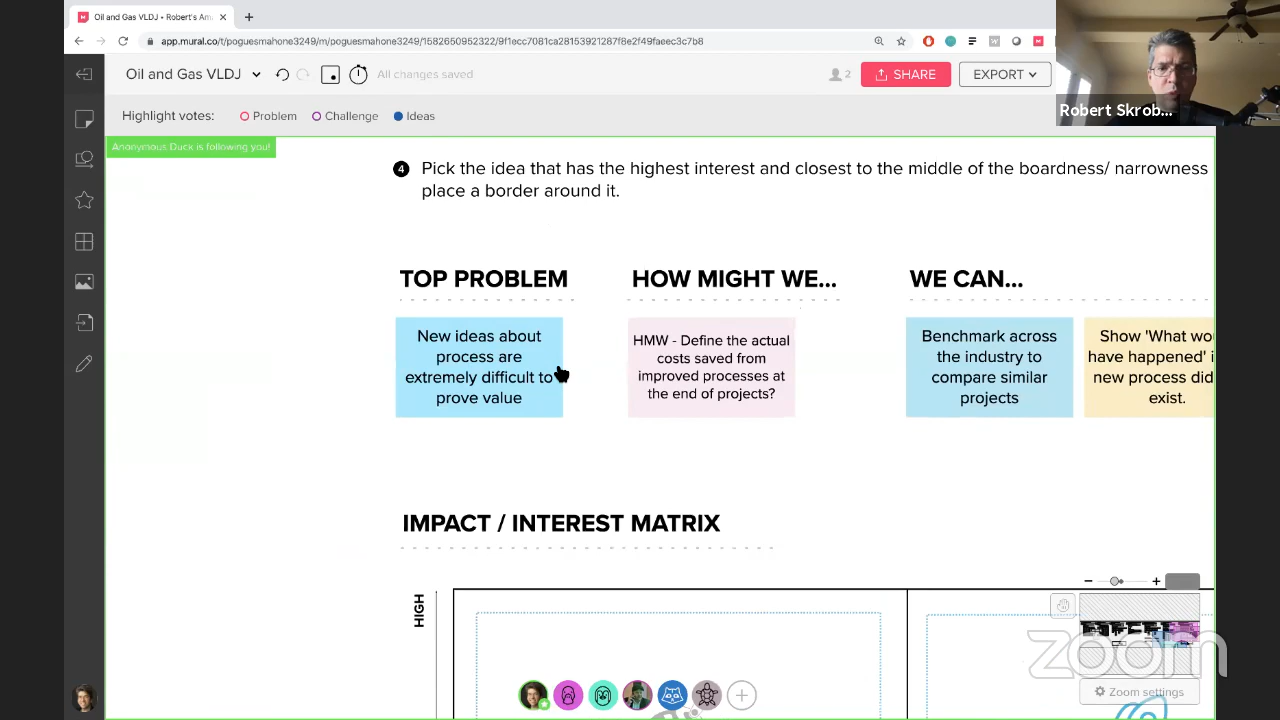 Oil and Gas VLDJ • Robert's Am
app.mural.co/t/poguesmahone3249/m/poguesmahone3249/1582650952322/9f1ecc7081ca28153921287f8e2f49faeec3c7b8
Oil and Gas VLDJ
All changes saved
2
SHARE
EXPORT
Robert Skrob...
Highlight votes:
Problem
Challenge
Ideas
Anonymous Duck is following you!
4 Pick the idea that has the highest interest and closest to the middle of the boardness/ narrowness
place a border around it.
TOP PROBLEM
HOW MIGHT WE...
WE CAN...
New ideas about
process are
extremely difficult to
prove value
HMW - Define the actual
costs saved from
improved processes at
the end of projects?
Benchmark across
the industry to
compare similar
projects
Show 'What wo
have happened' i
new process did
exist.
IMPACT / INTEREST MATRIX
HIGH
zoom
Zoom settings